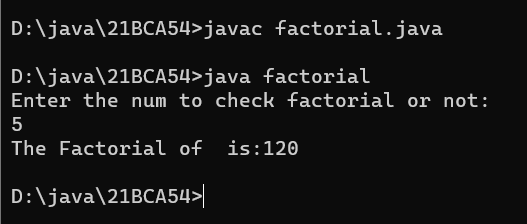 D:\java\21BCA54>javac factorial.java
D:\java\21BCA54>java factorial
Enter the num to check factorial or not:
5
The Factorial of  is:120
D:\java\21BCA54>